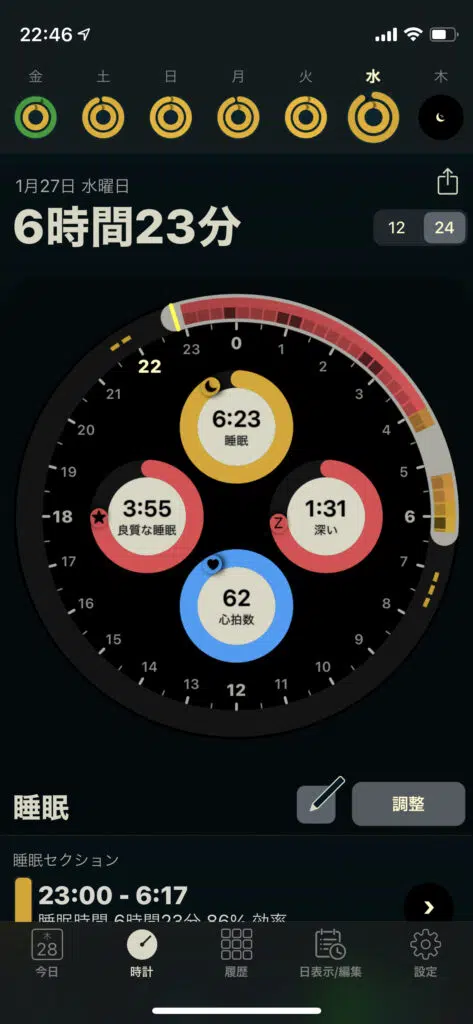 22:46
金 土 日 月 火 水 木
1月27日 水曜日
6時間23分
12 24
22 23 0 1
21 2
20 3
19 4
18 5
17 6
16 7
15 8
14 9
13 12 11 10
6:23
睡眠
3:55
良質な睡眠
1:31
Z
深い
62
心拍数
睡眠
調整
睡眠セクション
23:00 - 6:17
睡眠時間 6時間23分 86% 効率
木
28
今日 時計 履歴 日表示/編集 設定